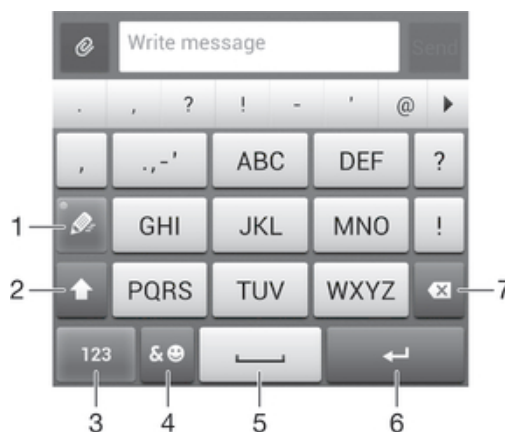 Write message Send
. , ? ! - ' @
, .,-' ABC DEF ?
1 GHI JKL MNO !
2 PQRS TUV WXYZ 7
123 &
3 4 5 6